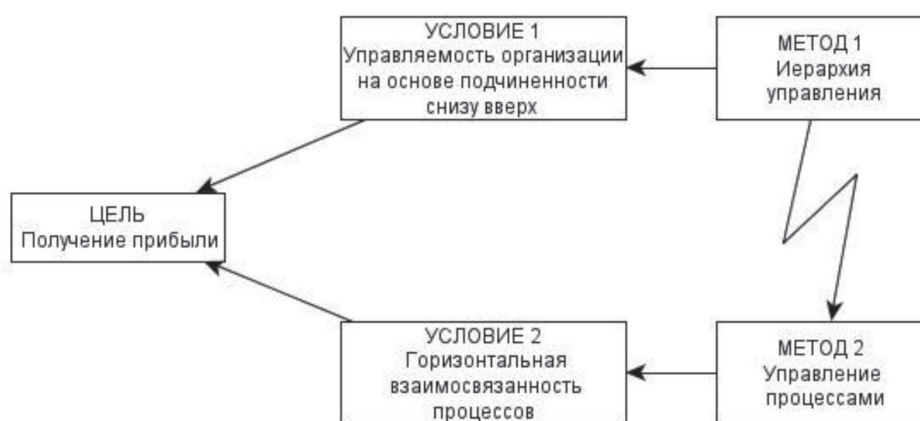 УСЛОВИЕ 1
Управляемость организации
на основе подчиненности
снизу вверх
МЕТОД 1
Иерархия
управления
ЦЕЛЬ
Получение прибыли
УСЛОВИЕ 2
Горизонтальная
взаимосвязанность
процессов
МЕТОД 2
Управление
процессами